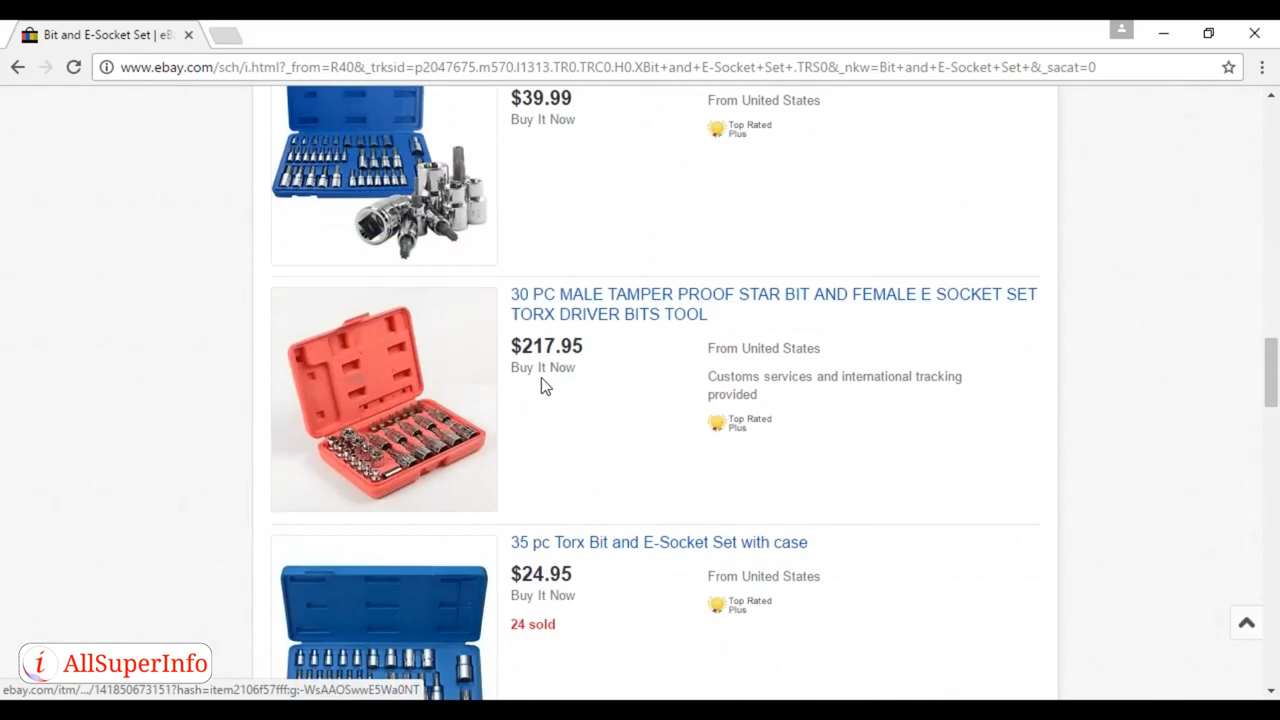 Bit and E-Socket Set | eB
www.ebay.com/sch/i.html?_from=R40&_trksid=p2047675.m570.l1313.TR0.TRC0.H0.XBit+and+E-Socket+Set+.TRS0&_nkw=Bit+and+E-Socket+Set+&_sacat=0
$39.99
From United States
Buy It Now
Top Rated
Plus
30 PC MALE TAMPER PROOF STAR BIT AND FEMALE E SOCKET SET
TORX DRIVER BITS TOOL
$217.95
From United States
Buy It Now
Customs services and international tracking
provided
Top Rated
Plus
35 pc Torx Bit and E-Socket Set with case
$24.95
From United States
Buy It Now
Top Rated
Plus
24 sold
i AllSuperInfo
ebay.com/itm/.../141850673151?hash=item2106f57fff:g:-WsAAOSwwE5Wa0NT